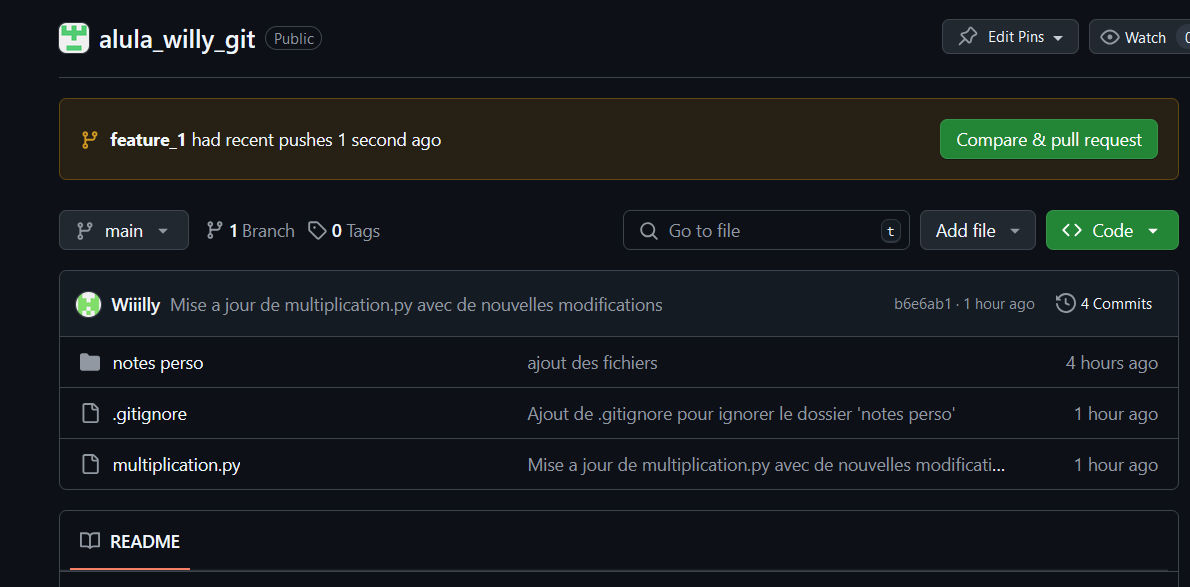 alula_willy_git Public Edit Pins Watch
feature_1 had recent pushes 1 second ago Compare & pull request
main 1 Branch 0 Tags Go to file t Add file Code
Wiiilly Mise a jour de multiplication.py avec de nouvelles modifications b6e6ab1 · 1 hour ago 4 Commits
notes perso ajout des fichiers 4 hours ago
.gitignore Ajout de .gitignore pour ignorer le dossier 'notes perso' 1 hour ago
multiplication.py Mise a jour de multiplication.py avec de nouvelles modificati... 1 hour ago
README